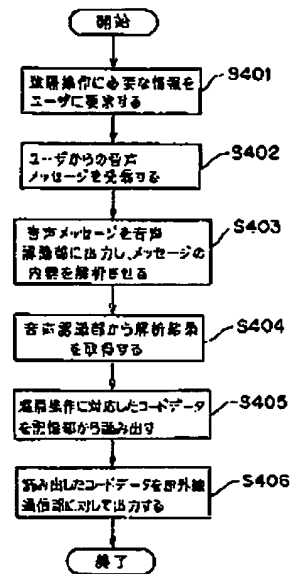 開始
遠隔操作に必要な情報を
ユーザに要求する
S401
ユーザからの音声
メッセージを受信する
S402
音声メッセージを音声
認識部に出力し、メッセージの
内容を解析させる
S403
音声認識部から解析結果
を取得する
S404
遠隔操作に対応したコードデータ
を記憶部から読み出す
S405
読み出したコードデータを赤外線
通信部に対して出力する
S406
終了